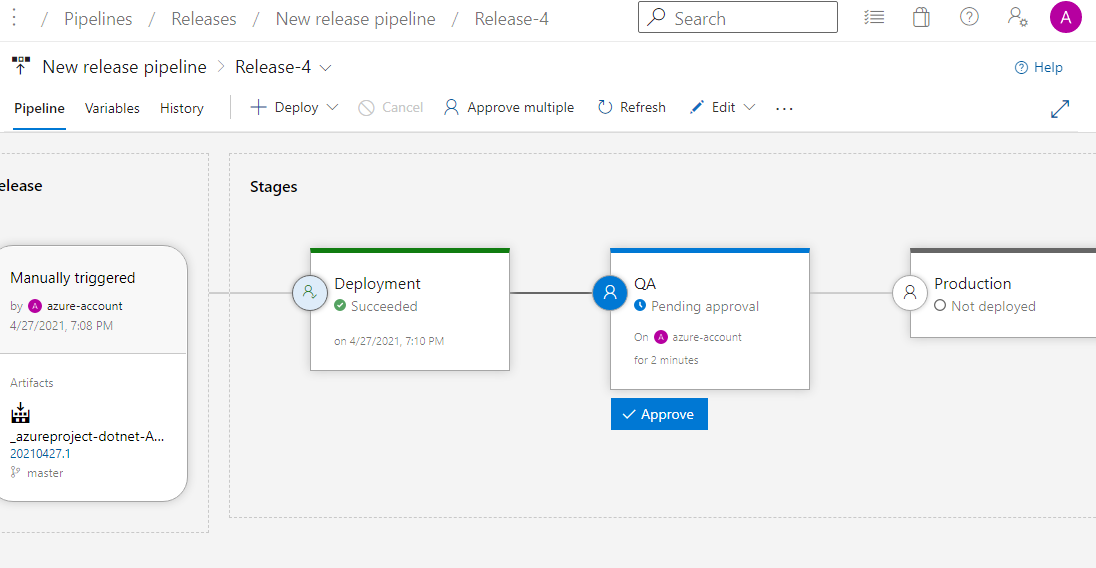 / Pipelines / Releases / New release pipeline / Release-4
Search
A
New release pipeline > Release-4
Help
Pipeline Variables History
Deploy Cancel Approve multiple Refresh Edit ...
elease
Manually triggered
by A azure-account
4/27/2021, 7:08 PM
Artifacts
_azureproject-dotnet-A...
20210427.1
master
Stages
Deployment
Succeeded
on 4/27/2021, 7:10 PM
QA
Pending approval
On A azure-account
for 2 minutes
Approve
Production
Not deployed